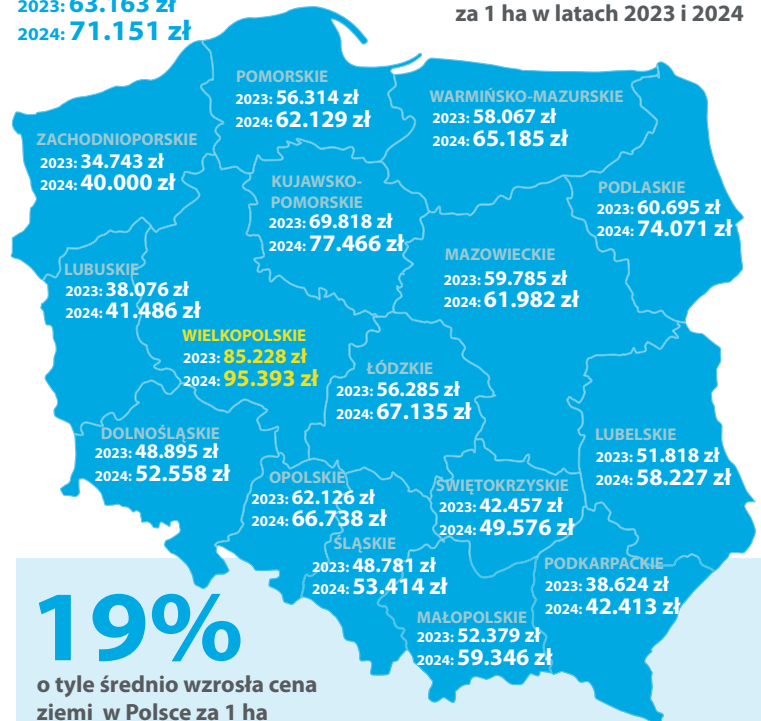 2023: 63.163 zł
2024: 71.151 zł
za 1 ha w latach 2023 i 2024
POMORSKIE
2023: 56.314 zł
2024: 62.129 zł
WARMIŃSKO-MAZURSKIE
2023: 58.067 zł
2024: 65.185 zł
ZACHODNIOPORSKIE
2023: 34.743 zł
2024: 40.000 zł
KUJAWSKO-
POMORSKIE
2023: 69.818 zł
2024: 77.466 zł
PODLASKIE
2023: 60.695 zł
2024: 74.071 zł
LUBUSKIE
2023: 38.076 zł
2024: 41.486 zł
MAZOWIECKIE
2023: 59.785 zł
2024: 61.982 zł
WIELKOPOLSKIE
2023: 85.228 zł
2024: 95.393 zł
ŁÓDZKIE
2023: 56.285 zł
2024: 67.135 zł
DOLNOŚLĄSKIE
2023: 48.895 zł
2024: 52.558 zł
LUBELSKIE
2023: 51.818 zł
2024: 58.227 zł
OPOLSKIE
2023: 62.126 zł
2024: 66.738 zł
ŚWIĘTOKRZYSKIE
2023: 42.457 zł
2024: 49.576 zł
ŚLĄSKIE
2023: 48.781 zł
2024: 53.414 zł
PODKARPACKIE
2023: 38.624 zł
2024: 42.413 zł
MAŁOPOLSKIE
2023: 52.379 zł
2024: 59.346 zł
19%
o tyle średnio wzrosła cena
ziemi w Polsce za 1 ha